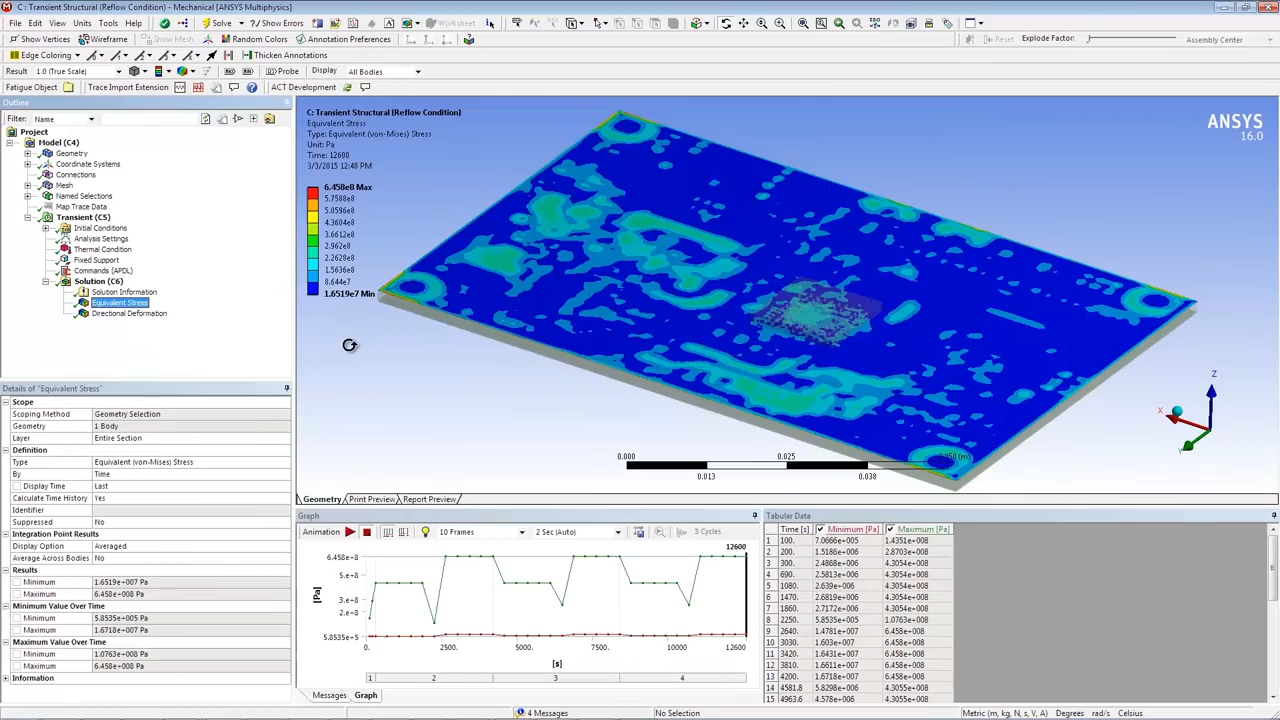 C: Transient Structural (Reflow Condition) - Mechanical [ANSYS Multiphysics]
File Edit View Units Tools Help Solve Show Errors Worksheet
Show Vertices Wireframe Show Mesh Random Colors Annotation Preferences Reset Explode Factor: Assembly Center
Edge Coloring Thicken Annotations
Result 1.0 (True Scale) Probe Display All Bodies
Fatigue Object Trace Import Extension ACT Development
Outline
Filter: Name
Project
Model (C4)
Geometry
Coordinate Systems
Connections
Mesh
Named Selections
Map Trace Data
Transient (C5)
Initial Conditions
Analysis Settings
Thermal Condition
Fixed Support
Commands (APDL)
Solution (C6)
Solution Information
Equivalent Stress
Directional Deformation
C: Transient Structural (Reflow Condition)
Equivalent Stress
Type: Equivalent (von-Mises) Stress
Unit: Pa
Time: 12600
3/3/2015 12:40 PM
6.458e8 Max
5.7588e8
5.0596e8
4.3604e8
3.6612e8
2.962e8
2.2628e8
1.5636e8
8.644e7
1.6519e7 Min
ANSYS
16.0
Z
X
Y
0.000 0.025 0.050 (m)
0.013 0.038
Geometry Print Preview Report Preview
Details of "Equivalent Stress"
Scope
Scoping Method Geometry Selection
Geometry 1 Body
Layer Entire Section
Definition
Type Equivalent (von-Mises) Stress
By Time
Display Time Last
Calculate Time History Yes
Identifier
Suppressed No
Integration Point Results
Display Option Averaged
Average Across Bodies No
Results
Minimum 1.6519e+007 Pa
Maximum 6.458e+008 Pa
Minimum Value Over Time
Minimum 5.8535e+005 Pa
Maximum 1.6718e+007 Pa
Maximum Value Over Time
Minimum 1.0763e+008 Pa
Maximum 6.458e+008 Pa
Information
Graph
Animation 10 Frames 2 Sec (Auto) 3 Cycles
12600
6.458e+8
5.e+8
3.e+8
2.e+8
5.8535e+5
[Pa]
0. 2500. 5000. 7500. 10000 12600
[s]
1 2 3 4
Messages Graph
Tabular Data
Time [s] Minimum [Pa] Maximum [Pa]
1 100. 7.0666e+005 1.4351e+008
2 200. 1.5186e+006 2.8703e+008
3 300. 2.4868e+006 4.3054e+008
4 690. 2.5813e+006 4.3054e+008
5 1080. 2.639e+006 4.3054e+008
6 1470. 2.6819e+006 4.3054e+008
7 1860. 2.7172e+006 4.3054e+008
8 2250. 5.8535e+005 1.0763e+008
9 2640. 1.4781e+007 6.458e+008
10 3030. 1.603e+007 6.458e+008
11 3420. 1.6431e+007 6.458e+008
12 3810. 1.6611e+007 6.458e+008
13 4200. 1.6718e+007 6.458e+008
14 4581.8 5.8298e+006 4.3055e+008
15 4963.6 5.6419e+006 4.3055e+008
4 Messages No Selection Metric (m, kg, N, s, V, A) Degrees rad/s Celsius